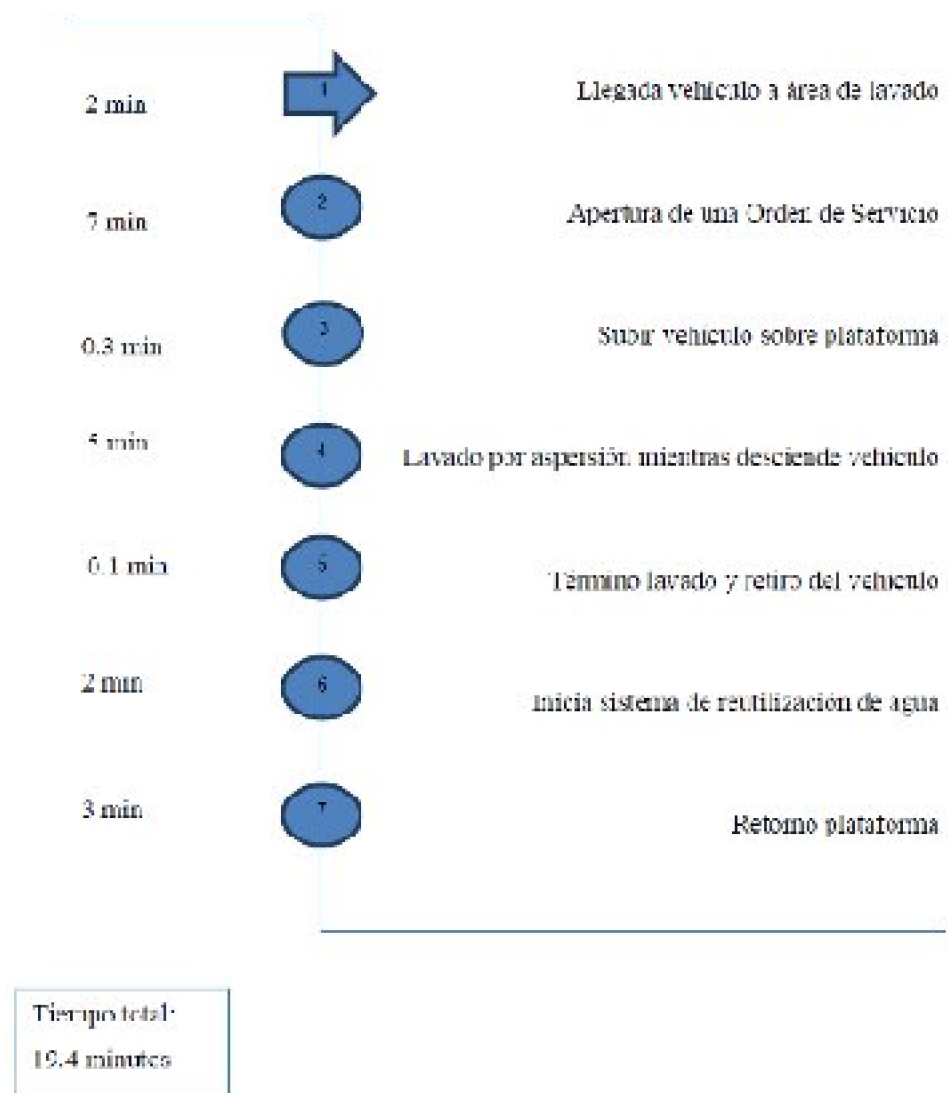 2 min
1
Llegada vehículo a área de lavado
7 min
2
Apertura de una Orden de Servicio
0.3 min
3
Subir vehículo sobre plataforma
5 min
4
Lavado por aspersión mientras desciende vehículo
0.1 min
5
Término lavado y retiro del vehículo
2 min
6
Inicia sistema de reutilización de agua
3 min
7
Retorno plataforma
Tiempo total:
19.4 minutos